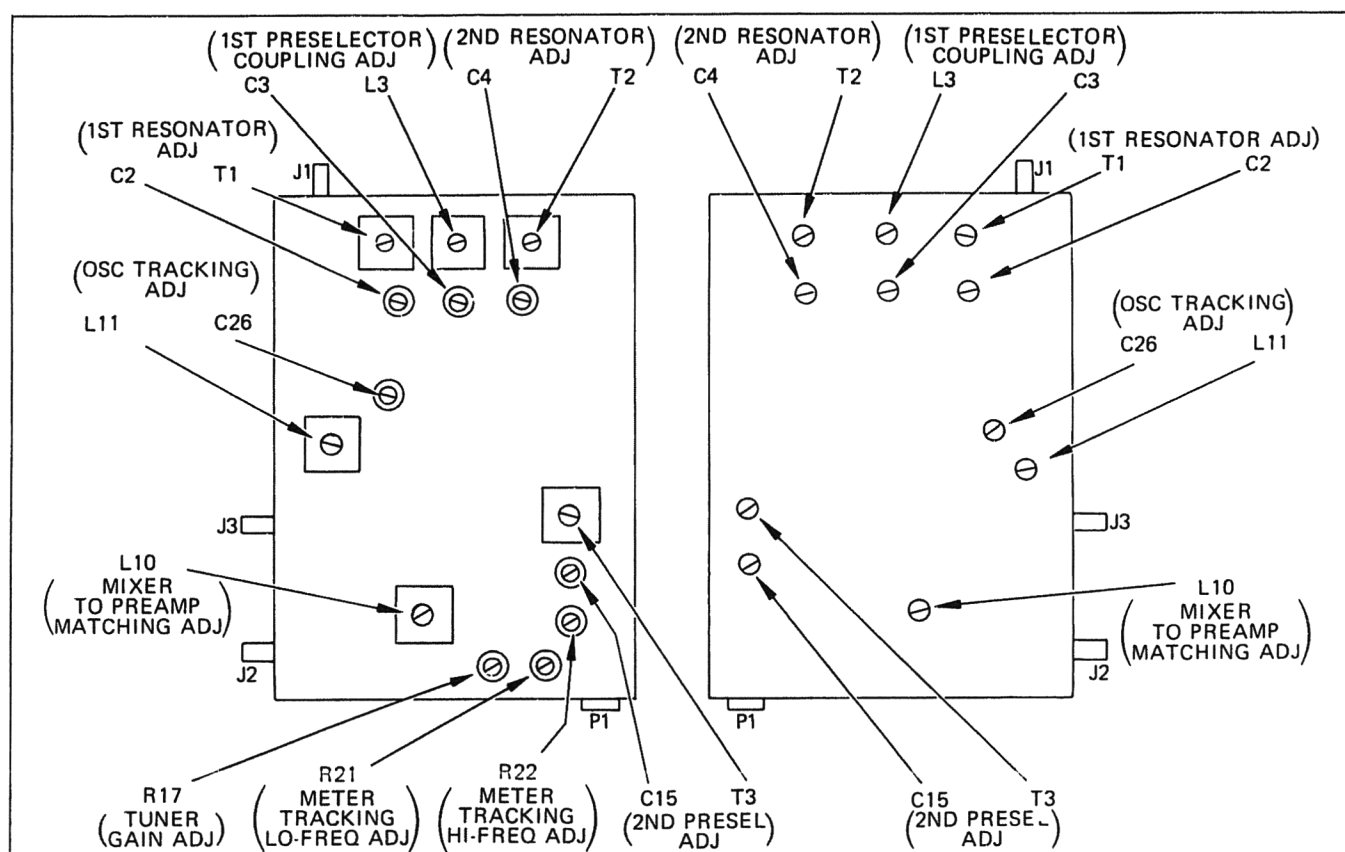 (1ST PRESELECTOR
COUPLING ADJ)
C3 L3
(2ND RESONATOR
ADJ)
C4 T2
(2ND RESONATOR
ADJ)
C4 T2
(1ST PRESELECTOR
COUPLING ADJ)
L3 C3
(1ST RESONATOR
ADJ)
C2 T1
J1
(1ST RESONATOR ADJ)
T1 C2
J1
(OSC TRACKING
ADJ)
L11 C26
(OSC TRACKING
ADJ)
C26 L11
J3
J3
L10
(MIXER
TO PREAMP
MATCHING ADJ)
L10
(MIXER
TO PREAMP
MATCHING ADJ)
J2
J2
P1
P1
R17
(TUNER
GAIN ADJ)
R21
(METER
TRACKING
LO-FREQ ADJ)
R22
(METER
TRACKING
HI-FREQ ADJ)
C15 T3
(2ND PRESEL
ADJ)
C15 T3
(2ND PRESEL
ADJ)